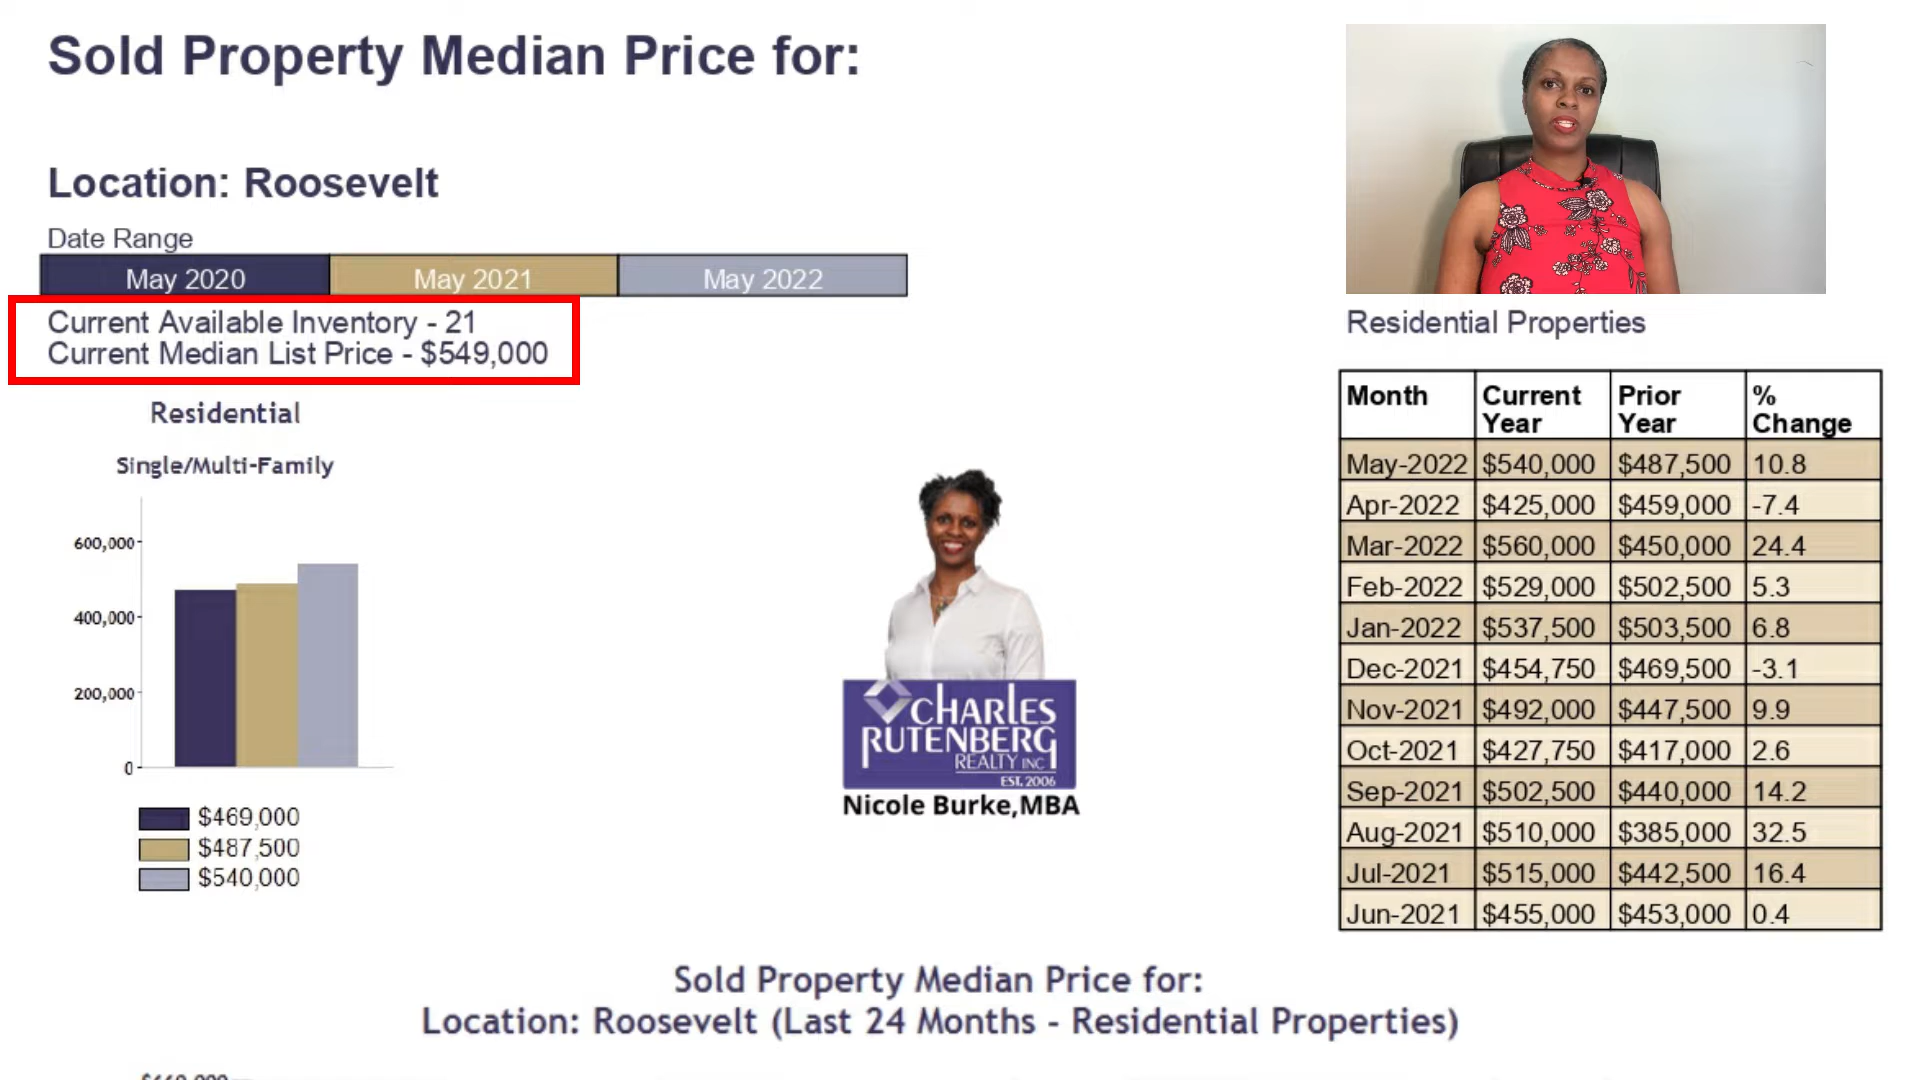 Sold Property Median Price for:
Location: Roosevelt
Date Range
May 2020 May 2021 May 2022
Current Available Inventory - 21
Current Median List Price - $549,000
Residential
Single/Multi-Family
600,000
400,000
200,000
0
$469,000
$487,500
$540,000
CHARLES
RUTENBERG
REALTY INC
EST. 2006
Nicole Burke,MBA
Residential Properties
Month Current Year Prior Year % Change
May-2022 $540,000 $487,500 10.8
Apr-2022 $425,000 $459,000 -7.4
Mar-2022 $560,000 $450,000 24.4
Feb-2022 $529,000 $502,500 5.3
Jan-2022 $537,500 $503,500 6.8
Dec-2021 $454,750 $469,500 -3.1
Nov-2021 $492,000 $447,500 9.9
Oct-2021 $427,750 $417,000 2.6
Sep-2021 $502,500 $440,000 14.2
Aug-2021 $510,000 $385,000 32.5
Jul-2021 $515,000 $442,500 16.4
Jun-2021 $455,000 $453,000 0.4
Sold Property Median Price for:
Location: Roosevelt (Last 24 Months - Residential Properties)